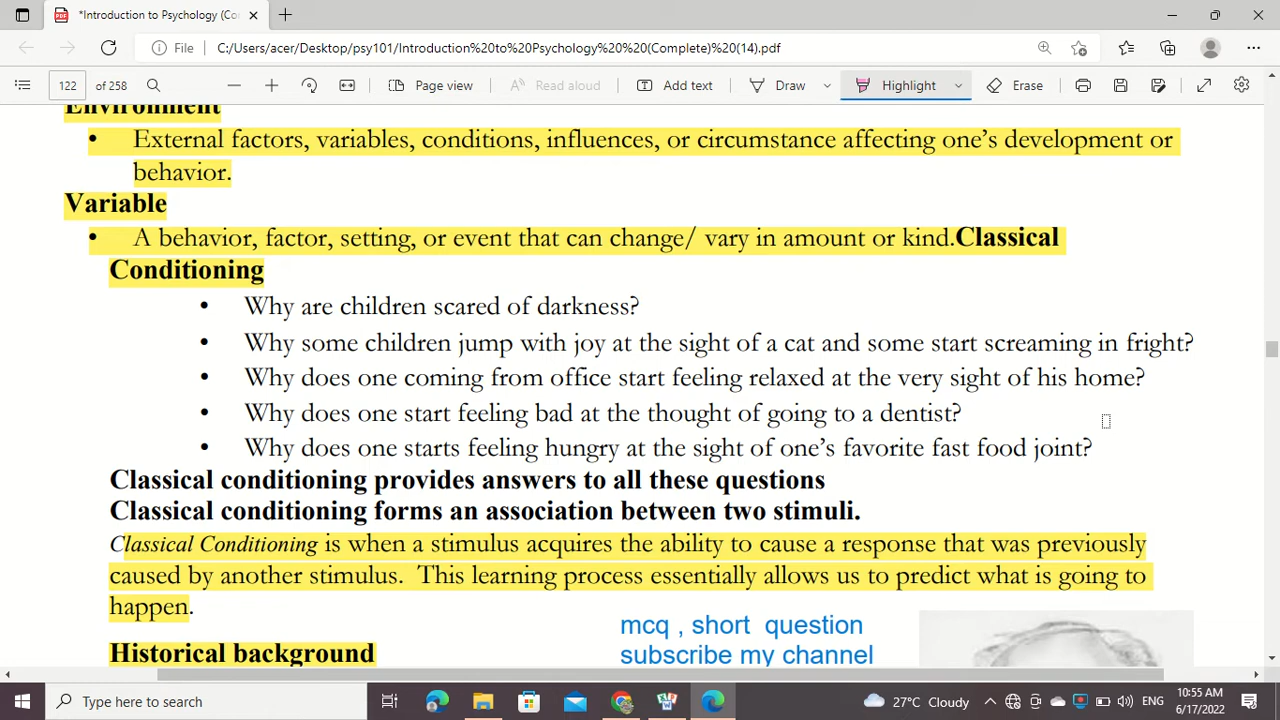 *Introduction to Psychology (Co
File
C:/Users/acer/Desktop/psy101/Introduction%20to%20Psychology%20%20(Complete)%20(14).pdf
122 of 258
Page view
Read aloud
Add text
Draw
Highlight
Erase
Environment
• External factors, variables, conditions, influences, or circumstance affecting one’s development or
behavior.
Variable
• A behavior, factor, setting, or event that can change/ vary in amount or kind.Classical
Conditioning
• Why are children scared of darkness?
• Why some children jump with joy at the sight of a cat and some start screaming in fright?
• Why does one coming from office start feeling relaxed at the very sight of his home?
• Why does one start feeling bad at the thought of going to a dentist?
• Why does one starts feeling hungry at the sight of one’s favorite fast food joint?
Classical conditioning provides answers to all these questions
Classical conditioning forms an association between two stimuli.
Classical Conditioning is when a stimulus acquires the ability to cause a response that was previously
caused by another stimulus. This learning process essentially allows us to predict what is going to
happen.
mcq , short question
Historical background
subscribe my channel
Type here to search
27°C Cloudy
ENG
10:55 AM
6/17/2022